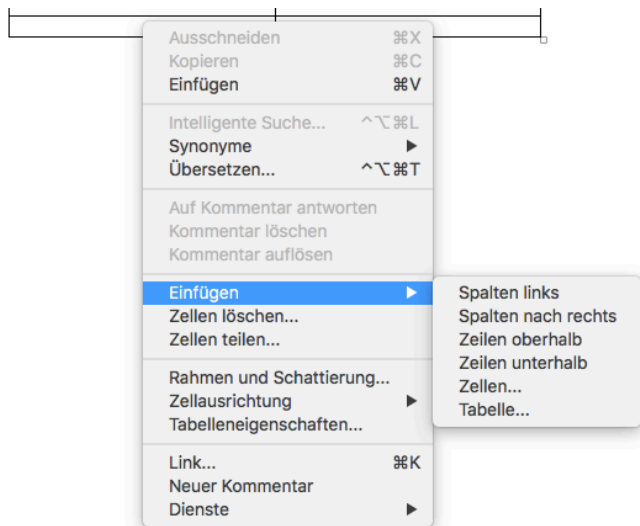 Ausschneiden ⌘X
Kopieren ⌘C
Einfügen ⌘V
Intelligente Suche... ^⌥⌘L
Synonyme ▶
Übersetzen... ^⌥⌘T
Auf Kommentar antworten
Kommentar löschen
Kommentar auflösen
Einfügen ▶
Zellen löschen...
Zellen teilen...
Rahmen und Schattierung...
Zellausrichtung ▶
Tabelleneigenschaften...
Link... ⌘K
Neuer Kommentar
Dienste ▶
Spalten links
Spalten nach rechts
Zeilen oberhalb
Zeilen unterhalb
Zellen...
Tabelle...